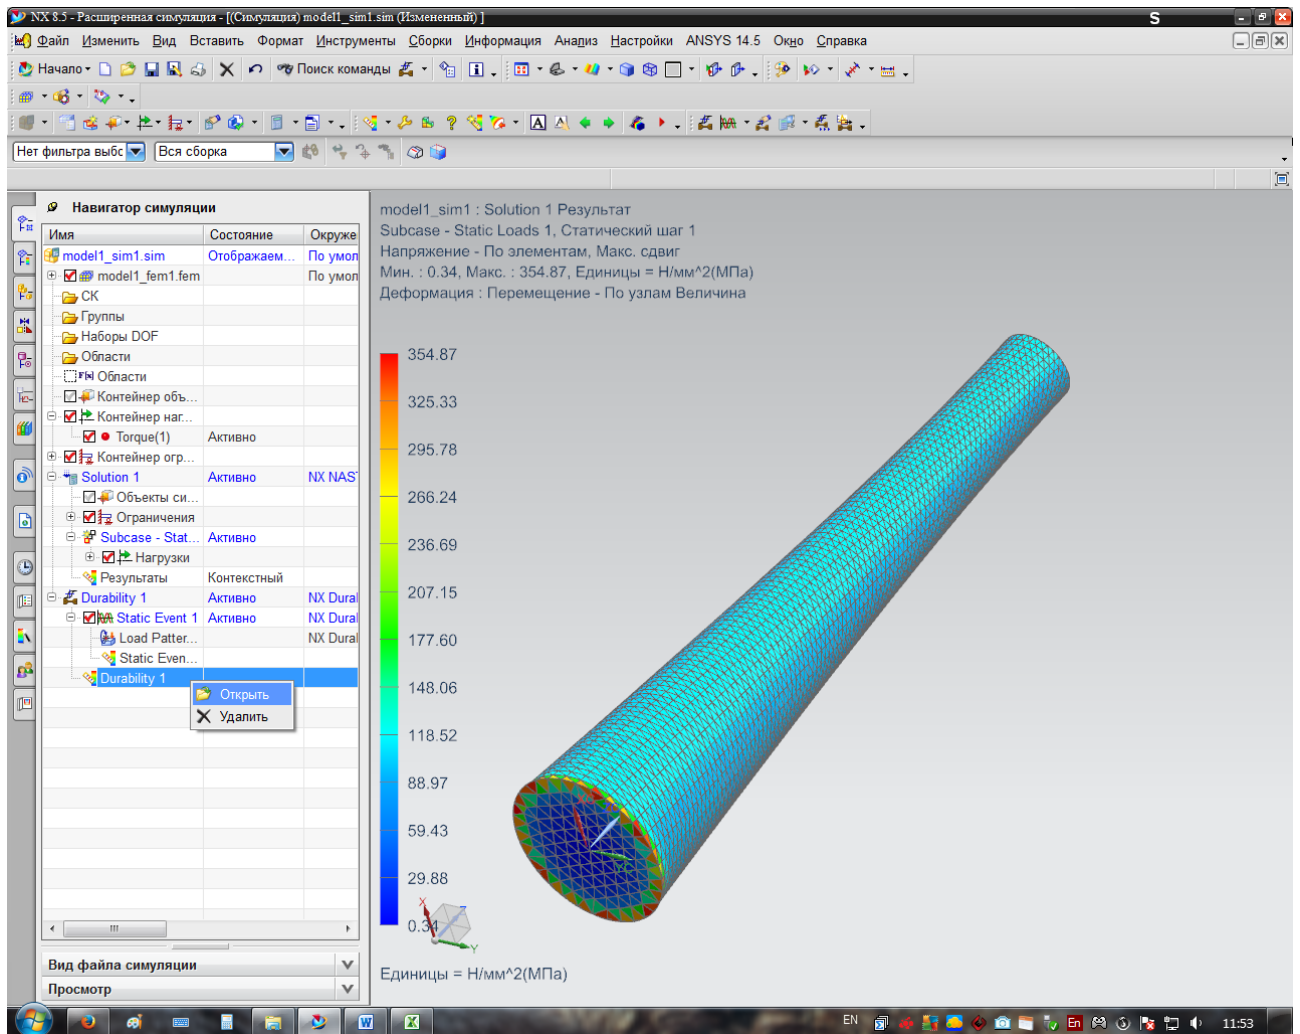 NX 8.5 - Расширенная симуляция - [(Симуляция) model1_sim1.sim (Измененный) ]
S
Файл Изменить Вид Вставить Формат Инструменты Сборки Информация Анализ Настройки ANSYS 14.5 Окно Справка
Начало Поиск команды
Нет фильтра выбс Вся сборка
Навигатор симуляции
Имя Состояние Окруже
model1_sim1.sim Отображаем... По умол
model1_fem1.fem По умол
СК
Группы
Наборы DOF
Области
Области
Контейнер объ...
Контейнер наг...
Torque(1) Активно
Контейнер огр...
Solution 1 Активно NX NAS
Объекты си...
Ограничения
Subcase - Stat... Активно
Нагрузки
Результаты Контекстный
Durability 1 Активно NX Dural
Static Event 1 Активно NX Dural
Load Patter... NX Dural
Static Even...
Durability 1
Открыть
Удалить
Вид файла симуляции
Просмотр
model1_sim1 : Solution 1 Результат
Subcase - Static Loads 1, Статический шаг 1
Напряжение - По элементам, Макс. сдвиг
Мин. : 0.34, Макс. : 354.87, Единицы = Н/мм^2(МПа)
Деформация : Перемещение - По узлам Величина
354.87
325.33
295.78
266.24
236.69
207.15
177.60
148.06
118.52
88.97
59.43
29.88
0.34
X
Z
Y
Единицы = Н/мм^2(МПа)
EN
En
11:53